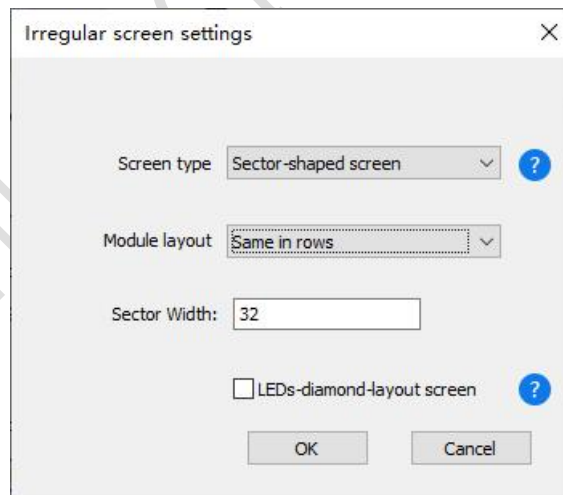 Irregular screen settings
Screen type Sector-shaped screen ?
Module layout Same in rows
Sector Width: 32
LEDs-diamond-layout screen ?
OK Cancel